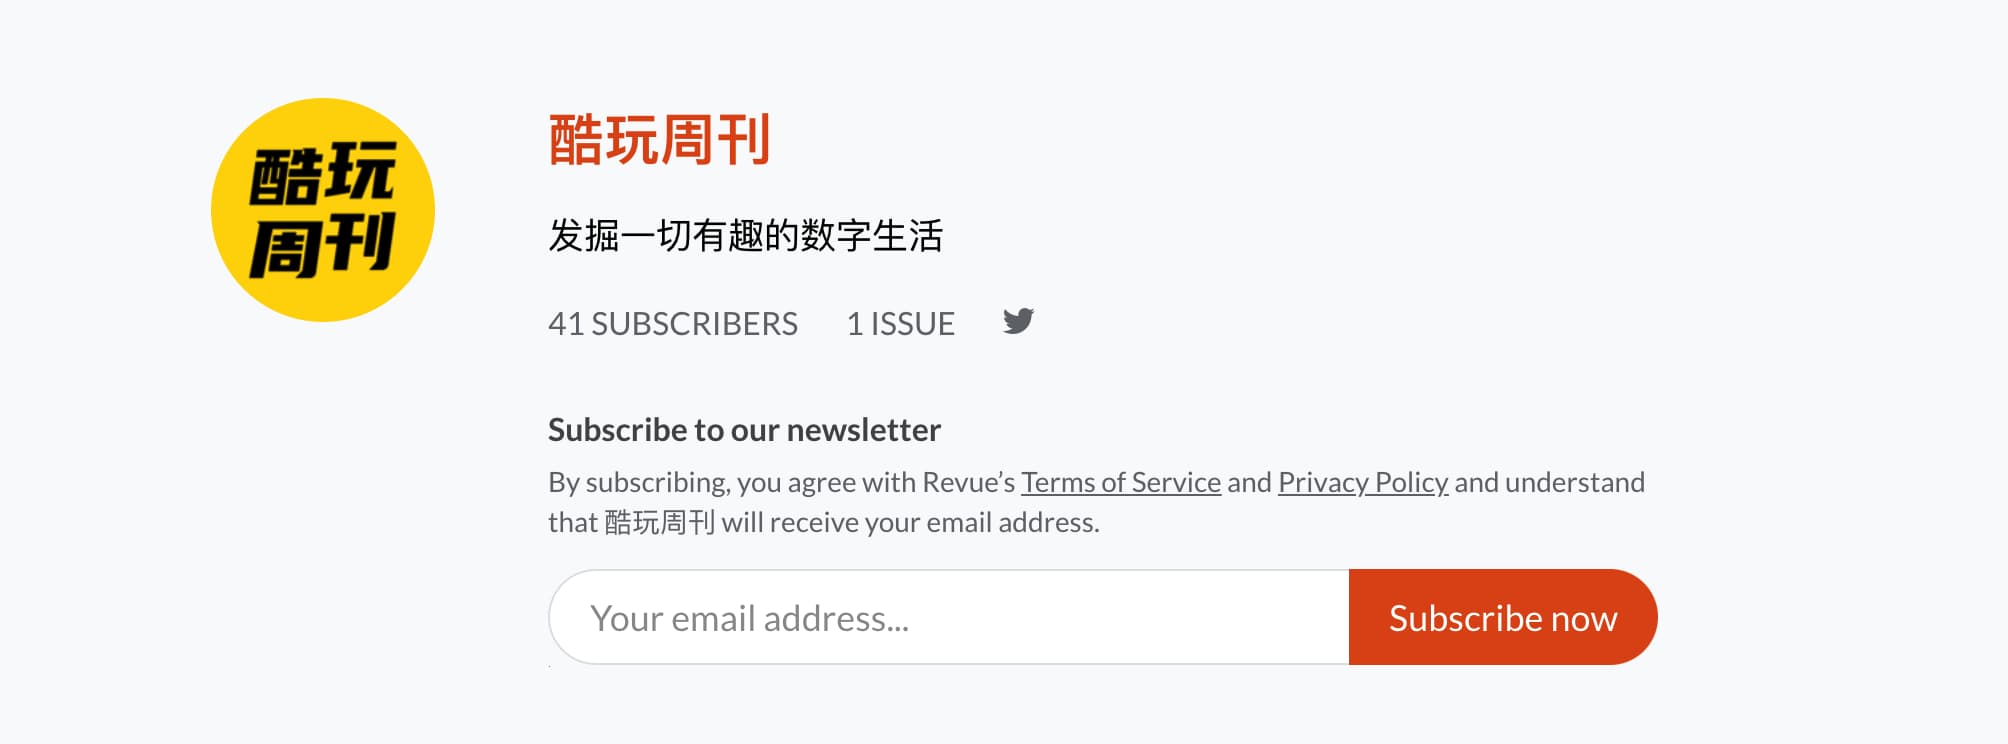 酷玩
周刊
酷玩周刊
发掘一切有趣的数字生活
41 SUBSCRIBERS 1 ISSUE
Subscribe to our newsletter
By subscribing, you agree with Revue’s Terms of Service and Privacy Policy and understand
that 酷玩周刊 will receive your email address.
Your email address... Subscribe now